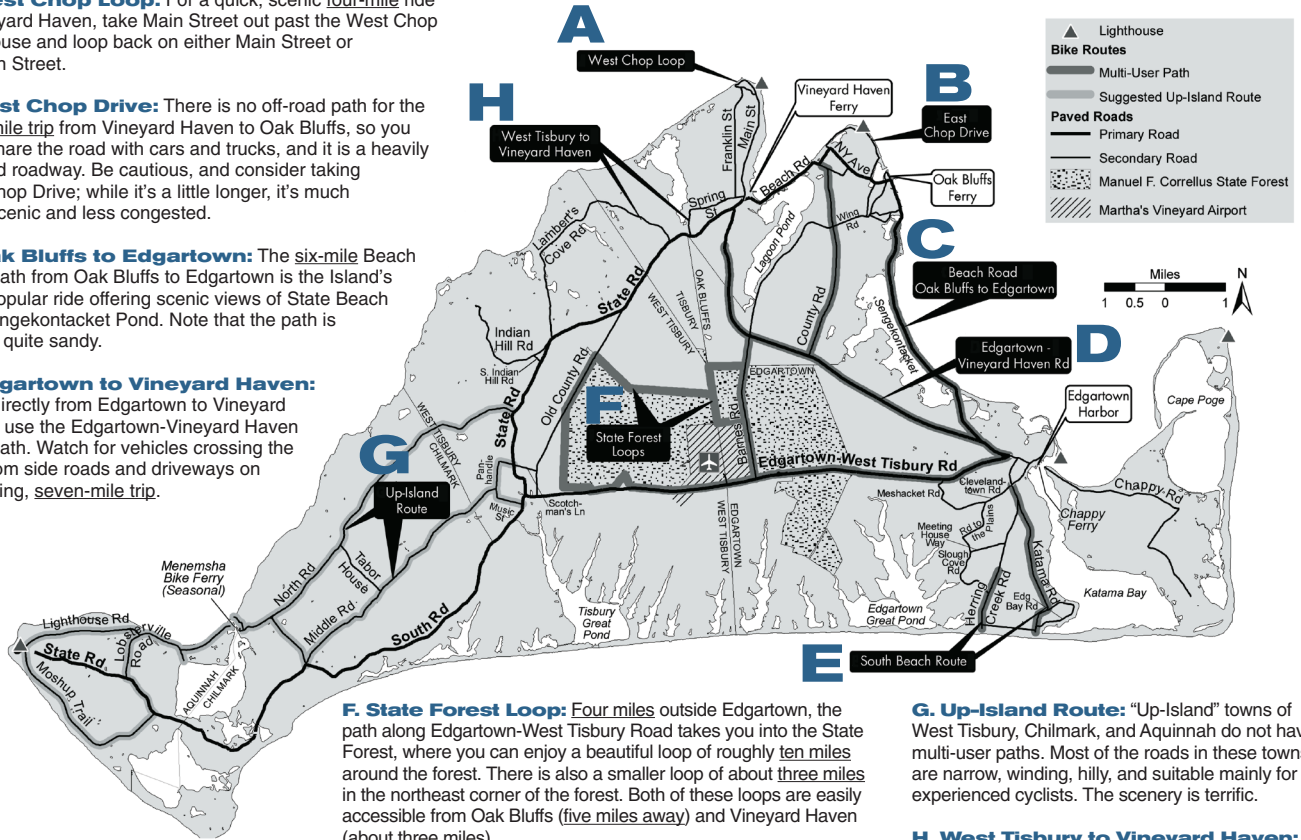 est Chop Loop: For a quick, scenic four-mile ride
yard Haven, take Main Street out past the West Chop
ouse and loop back on either Main Street or
n Street.
st Chop Drive: There is no off-road path for the
mile trip from Vineyard Haven to Oak Bluffs, so you
hare the road with cars and trucks, and it is a heavily
d roadway. Be cautious, and consider taking
hop Drive; while it's a little longer, it's much
cenic and less congested.
ak Bluffs to Edgartown: The six-mile Beach
ath from Oak Bluffs to Edgartown is the Island's
opular ride offering scenic views of State Beach
ngekontacket Pond. Note that the path is
quite sandy.
gartown to Vineyard Haven:
irectly from Edgartown to Vineyard
use the Edgartown-Vineyard Haven
ath. Watch for vehicles crossing the
om side roads and driveways on
ing, seven-mile trip.
A
West Chop Loop
H
West Tisbury to
Vineyard Haven
Vineyard Haven
Ferry
B
East
Chop Drive
Oak Bluffs
Ferry
C
Beach Road
Oak Bluffs to Edgartown
Edgartown -
Vineyard Haven Rd
D
Edgartown
Harbor
F
State Forest
Loops
G
Up-Island
Route
E
South Beach Route
Lighthouse
Bike Routes
Multi-User Path
Suggested Up-Island Route
Paved Roads
Primary Road
Secondary Road
Manuel F. Correllus State Forest
Martha's Vineyard Airport
Miles
N
1 0.5 0 1
Franklin St
Main St
Spring
St
Beach Rd
NY Ave
Wing
Rd
Lagoon Pond
County Rd
Sengekontacket
Lambert's
Cove Rd
State Rd
OAK BLUFFS
TISBURY
WEST TISBURY
Indian
Hill Rd
S. Indian
Hill Rd
Old County Rd
State Rd
WEST TISBURY
CHILMARK
EDGARTOWN
Barnes Rd
Edgartown-West Tisbury Rd
Pan-
handle
Music
St
Scotch-
man's Ln
EDGARTOWN
WEST TISBURY
Meshacket Rd
Cleveland-
town Rd
Meeting
House
Way
Rd to
the Plains
Slough
Cove
Rd
Herring
Creek Rd
Edg
Bay Rd
Katama Rd
Katama Bay
Chappy
Ferry
Chappy Rd
Cape Poge
Edgartown
Great Pond
Tisbury
Great
Pond
Menemsha
Bike Ferry
(Seasonal)
North Rd
Tabor
House
Middle Rd
South Rd
Lighthouse Rd
Lobsterville
Road
State Rd
Moshup Trail
AQUINNAH
CHILMARK
F. State Forest Loop: Four miles outside Edgartown, the
path along Edgartown-West Tisbury Road takes you into the State
Forest, where you can enjoy a beautiful loop of roughly ten miles
around the forest. There is also a smaller loop of about three miles
in the northeast corner of the forest. Both of these loops are easily
accessible from Oak Bluffs (five miles away) and Vineyard Haven
(about three miles).
G. Up-Island Route: "Up-Island" towns of
West Tisbury, Chilmark, and Aquinnah do not hav
multi-user paths. Most of the roads in these town
are narrow, winding, hilly, and suitable mainly for
experienced cyclists. The scenery is terrific.
H. West Tisbury to Vineyard Haven: